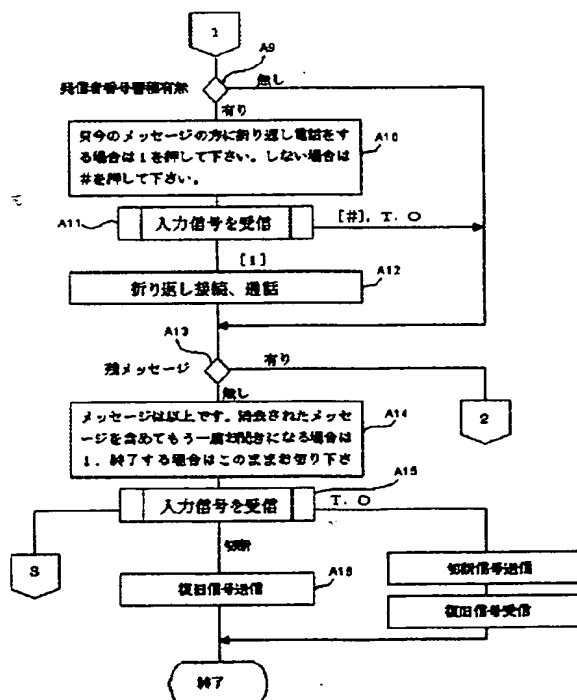 1
A9
発信者番号蓄積有無
無し
有り
只今のメッセージの方に折り返し電話をす
る場合は1を押して下さい。しない場合は
#を押して下さい。
A10
A11
入力信号を受信
[#]. T. O
[1]
A12
折り返し接続、通話
A13
残メッセージ
有り
無し
2
メッセージは以上です。消去されたメッセ
ージを含めてもう一度お聞きになる場合は
1. 終了する場合はこのままお切り下さ
A14
A15
入力信号を受信
T. O
3
切断
A16
復旧信号送信
切断信号送信
復旧信号受信
終了